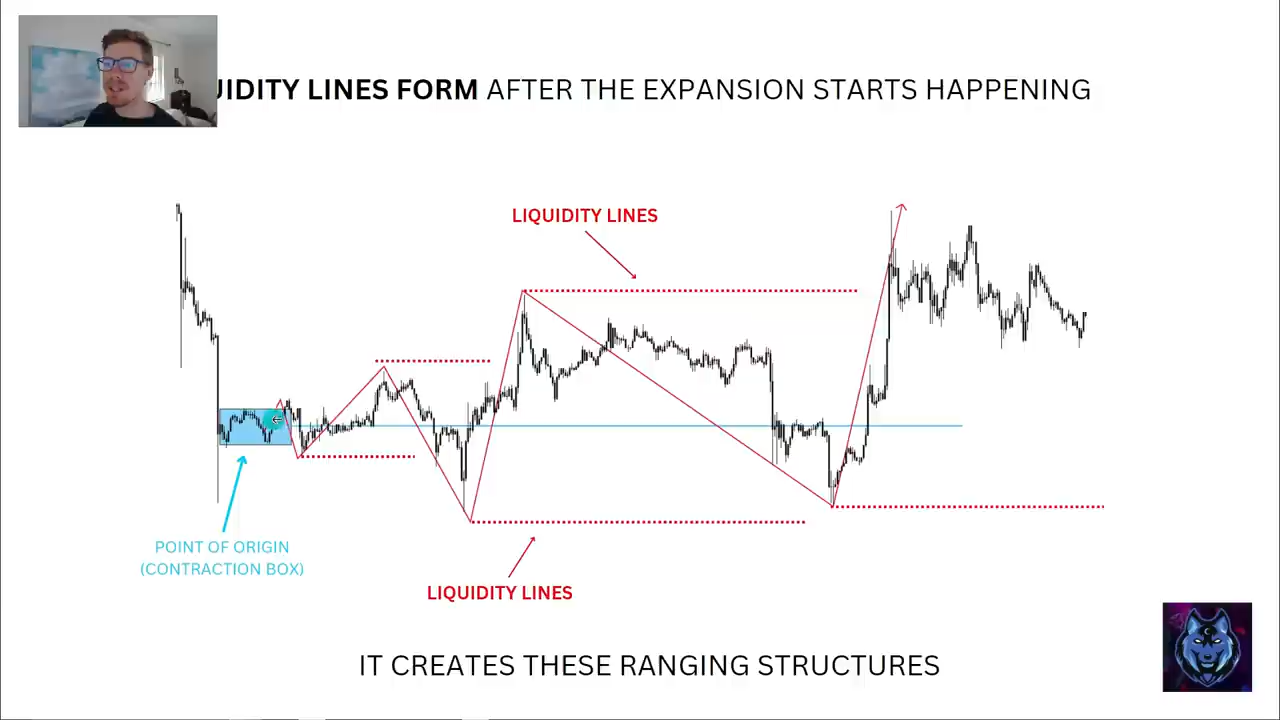 UIDITY LINES FORM AFTER THE EXPANSION STARTS HAPPENING
LIQUIDITY LINES
POINT OF ORIGIN
(CONTRACTION BOX)
LIQUIDITY LINES
IT CREATES THESE RANGING STRUCTURES